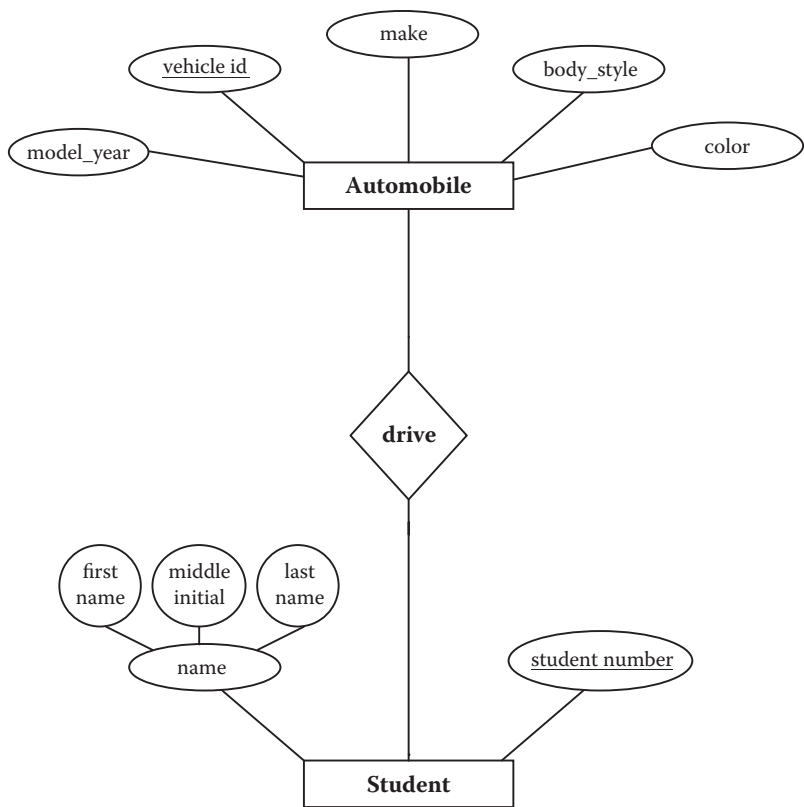 make
vehicle id
body_style
model_year
color
Automobile
drive
first
name
middle
initial
last
name
name
student number
Student